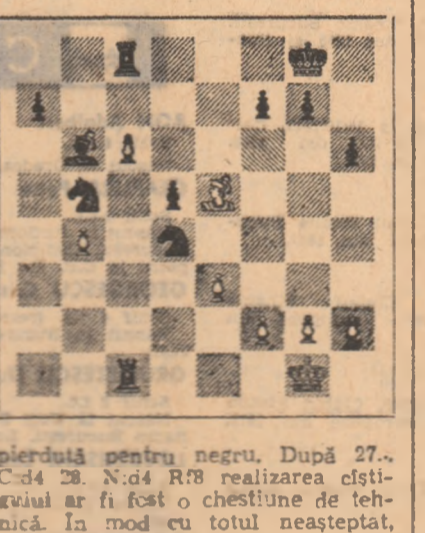 pierdută pentru negru. După 27...
C:d4 28. N:d4 Rf8 realizarea cîști-
gului ar fi fost o chestiune de teh-
nică. În mod cu totul neașteptat,